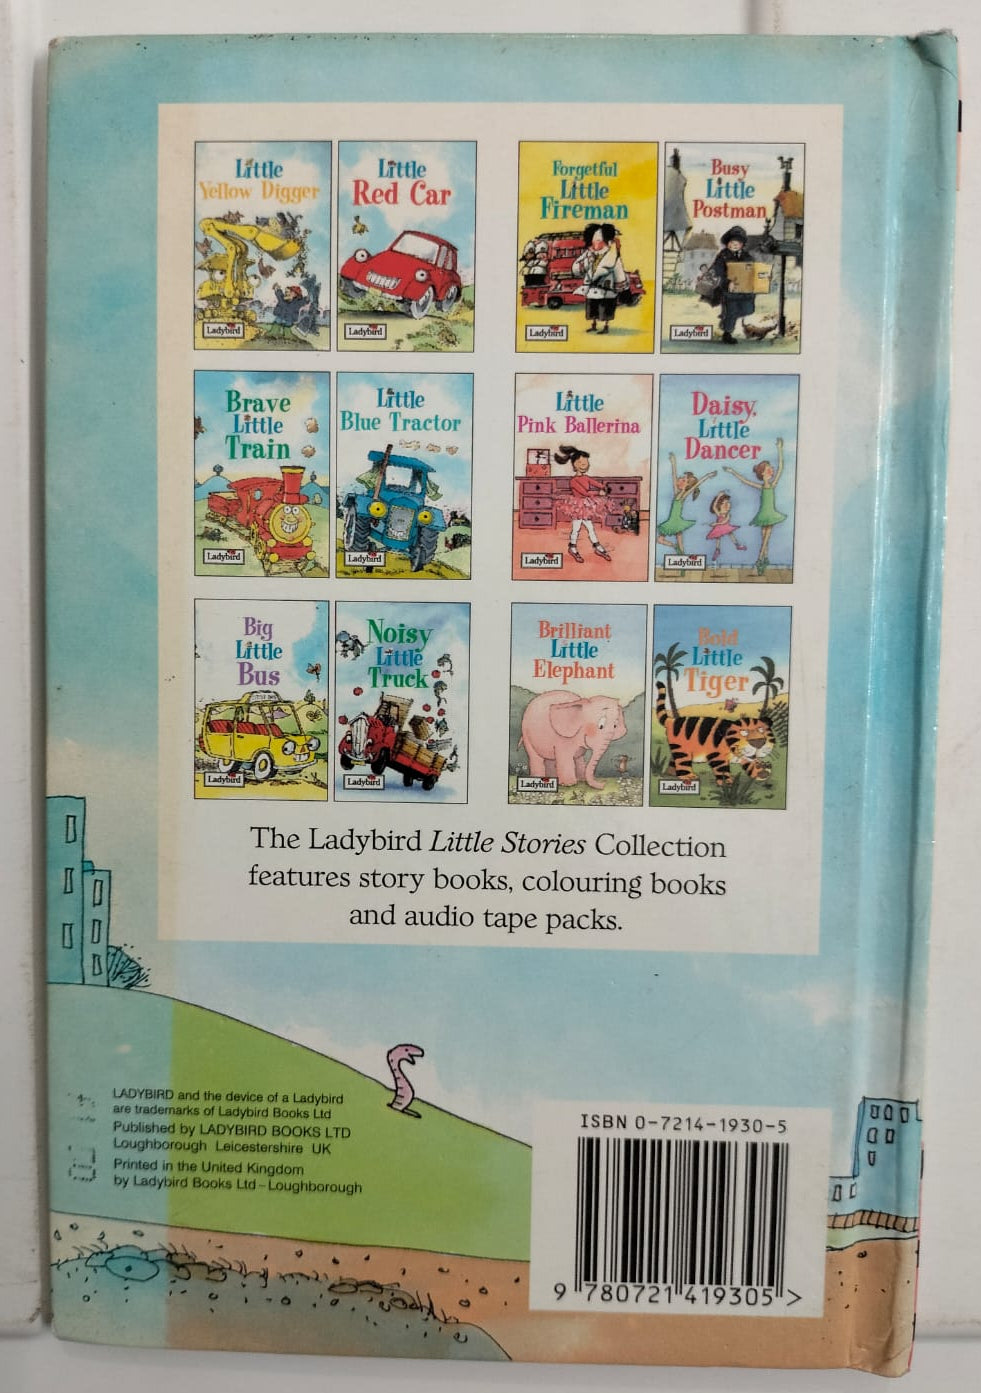 Little
Yellow Digger
Ladybird
Little
Red Car
Ladybird
Forgetful
Little
Fireman
Ladybird
Busy
Little
Postman
Ladybird
Brave
Little
Train
Ladybird
Little
Blue Tractor
Ladybird
Little
Pink Ballerina
Ladybird
Daisy,
Little
Dancer
Ladybird
Big
Little
Bus
Ladybird
Noisy
Little
Truck
Ladybird
Brilliant
Little
Elephant
Ladybird
Bold
Little
Tiger
Ladybird
The Ladybird Little Stories Collection
features story books, colouring books
and audio tape packs.
LADYBIRD and the device of a Ladybird
are trademarks of Ladybird Books Ltd
Published by LADYBIRD BOOKS LTD
Loughborough Leicestershire UK
Printed in the United Kingdom
by Ladybird Books Ltd – Loughborough
ISBN 0-7214-1930-5
9 780721 419305 >